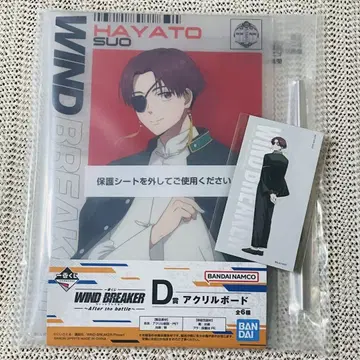 HAYATO
SUO
WIND BREAKER
保護シートを外してご使用ください
WIND BREAKER
一番くじ
WIND BREAKER
~After the battle~
D賞 アクリルボード
全6種
BANDAI NAMCO
BANDAI